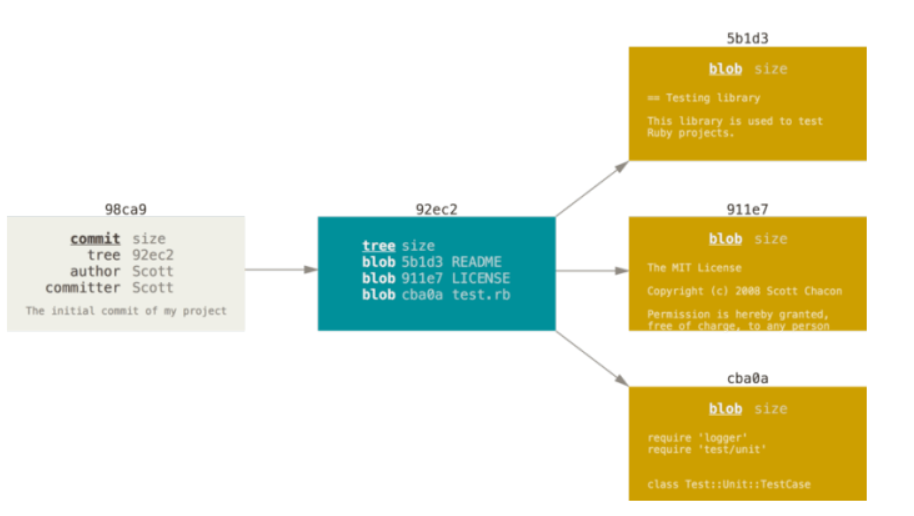 98ca9
commit size
tree 92ec2
author Scott
committer Scott
The initial commit of my project
92ec2
tree size
blob 5b1d3 README
blob 911e7 LICENSE
blob cba0a test.rb
5b1d3
blob size
== Testing library
This library is used to test
Ruby projects.
911e7
blob size
The MIT License
Copyright (c) 2008 Scott Chacon
Permission is hereby granted,
free of charge, to any person
cba0a
blob size
require 'logger'
require 'test/unit'
class Test::Unit::TestCase